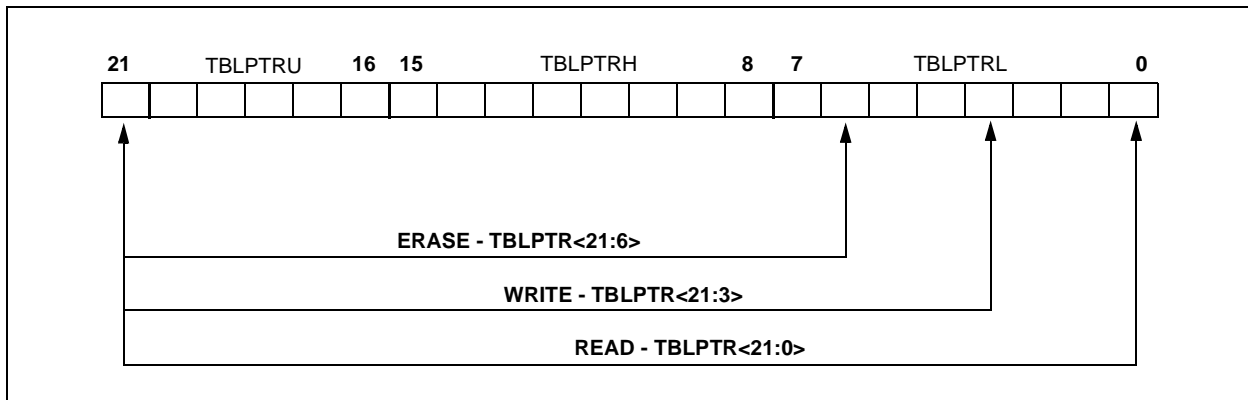 21 TBLPTRU 16 15 TBLPTRH 8 7 TBLPTRL 0
ERASE - TBLPTR<21:6>
WRITE - TBLPTR<21:3>
READ - TBLPTR<21:0>